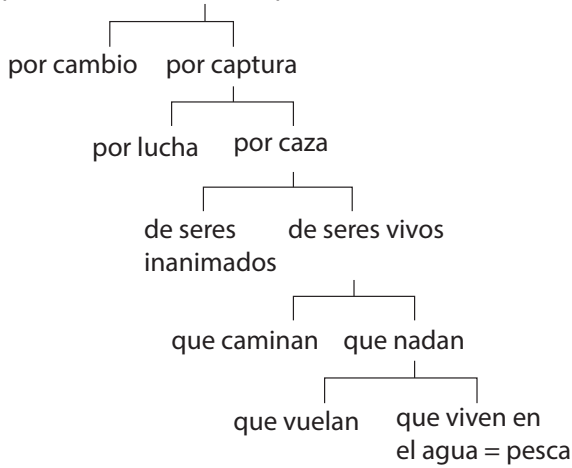 por cambio por captura
por lucha por caza
de seres de seres vivos
inanimados
que caminan que nadan
que vuelan que viven en
el agua = pesca